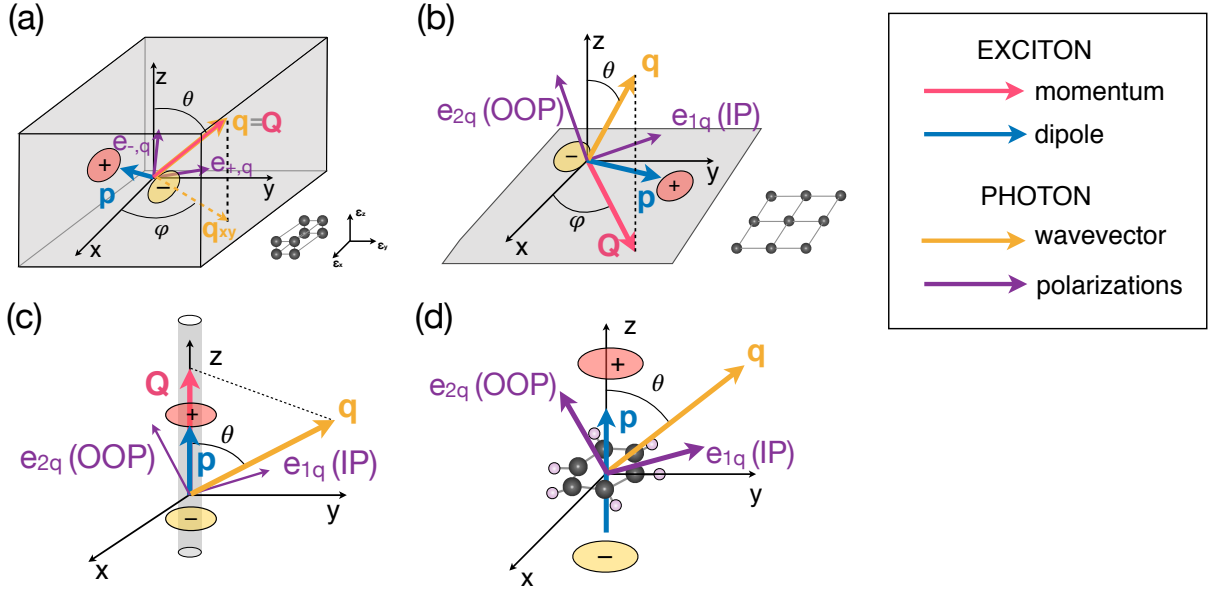 (a)
z
θ
q=Q
e-,q
+
e+,q
p
−
y
qxy
x
φ
εz
εy
εx
(b)
z
q
θ
e2q (OOP)
e1q (IP)
−
y
p
+
x
φ
Q
EXCITON
momentum
dipole
PHOTON
wavevector
polarizations
(c)
z
Q
+
q
θ
e2q (OOP)
p
e1q (IP)
−
y
x
(d)
z
+
q
e2q (OOP)
θ
p
e1q (IP)
y
−
x